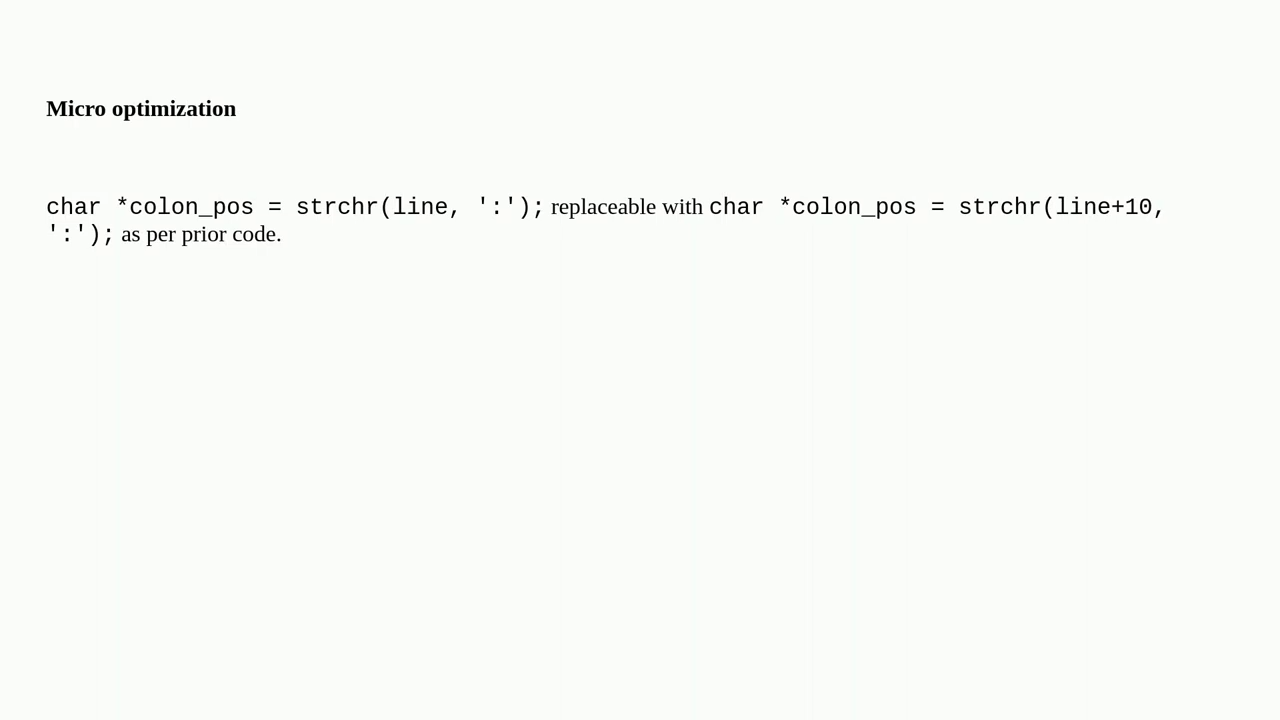 Micro optimization
char *colon_pos = strchr(line, ':'); replaceable with char *colon_pos = strchr(line+10,
':'); as per prior code.